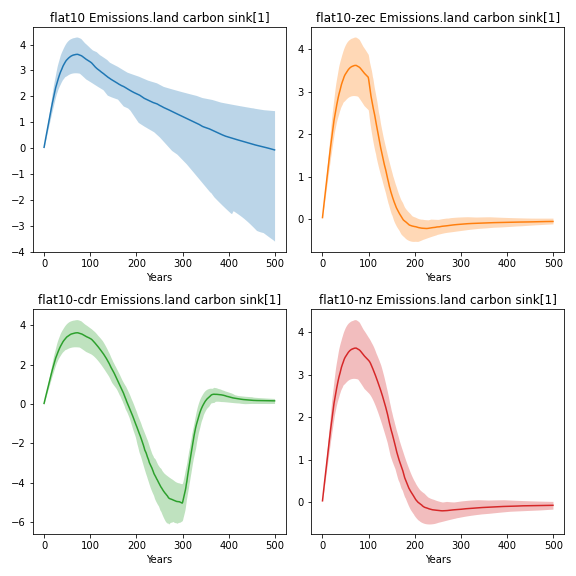 flat10 Emissions.land carbon sink[1]
4
3
2
1
0
−1
−2
−3
−4
0 100 200 300 400 500
Years
flat10-zec Emissions.land carbon sink[1]
4
3
2
1
0
0 100 200 300 400 500
Years
flat10-cdr Emissions.land carbon sink[1]
4
2
0
−2
−4
−6
0 100 200 300 400 500
Years
flat10-nz Emissions.land carbon sink[1]
4
3
2
1
0
0 100 200 300 400 500
Years